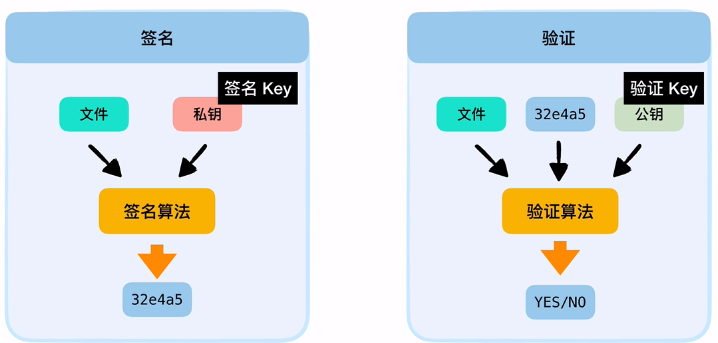 签名
签名 Key
文件
私钥
签名算法
32e4a5
验证
验证 Key
文件
32e4a5
公钥
验证算法
YES/NO